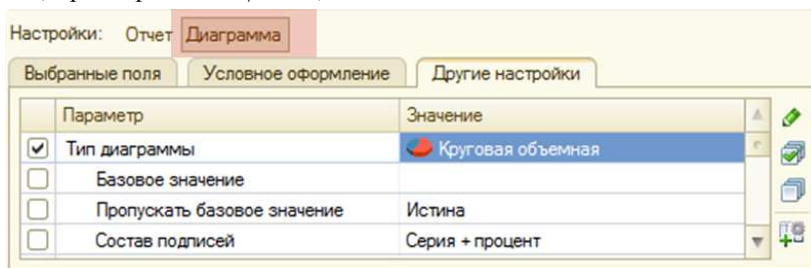 Настройки: Отчет Диаграмма
Выбранные поля Условное оформление Другие настройки
Параметр Значение
Тип диаграммы Круговая объемная
Базовое значение
Пропускать базовое значение Истина
Состав подписей Серия + процент